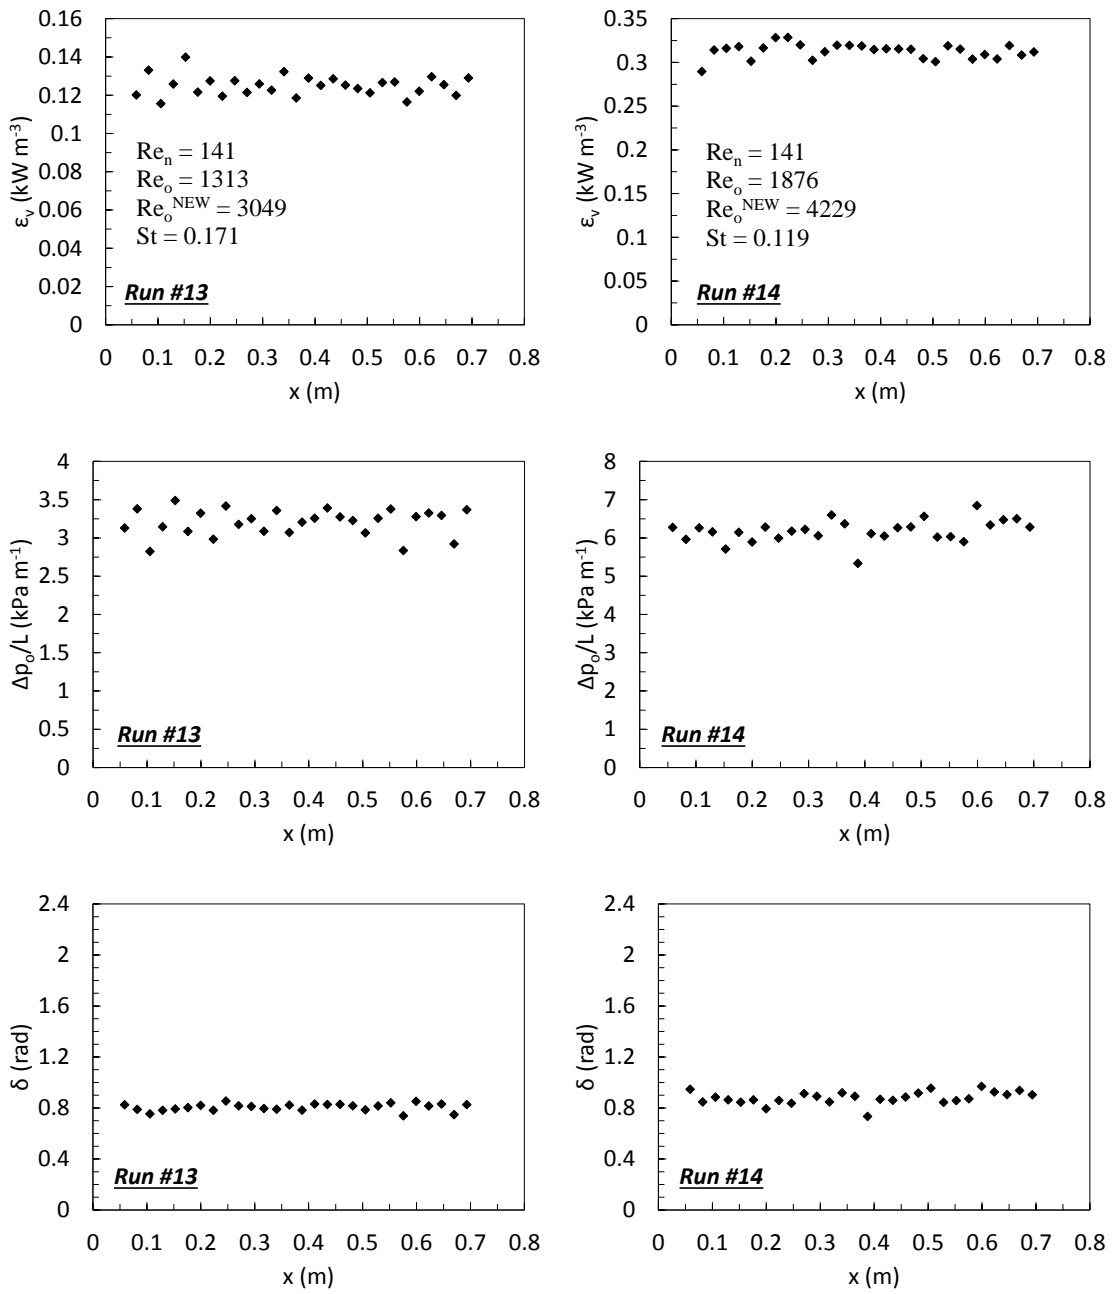 0.16
0.14
0.12
0.1
0.08
0.06
0.04
0.02
0
εv (kW m-3)
Ren = 141
Reo = 1313
ReoNEW = 3049
St = 0.171
Run #13
0 0.1 0.2 0.3 0.4 0.5 0.6 0.7 0.8
x (m)
0.35
0.3
0.25
0.2
0.15
0.1
0.05
0
εv (kW m-3)
Ren = 141
Reo = 1876
ReoNEW = 4229
St = 0.119
Run #14
0 0.1 0.2 0.3 0.4 0.5 0.6 0.7 0.8
x (m)
4
3.5
3
2.5
2
1.5
1
0.5
0
Δpo/L (kPa m-1)
Run #13
0 0.1 0.2 0.3 0.4 0.5 0.6 0.7 0.8
x (m)
8
7
6
5
4
3
2
1
0
Δpo/L (kPa m-1)
Run #14
0 0.1 0.2 0.3 0.4 0.5 0.6 0.7 0.8
x (m)
2.4
2
1.6
1.2
0.8
0.4
0
δ (rad)
Run #13
0 0.1 0.2 0.3 0.4 0.5 0.6 0.7 0.8
x (m)
2.4
2
1.6
1.2
0.8
0.4
0
δ (rad)
Run #14
0 0.1 0.2 0.3 0.4 0.5 0.6 0.7 0.8
x (m)